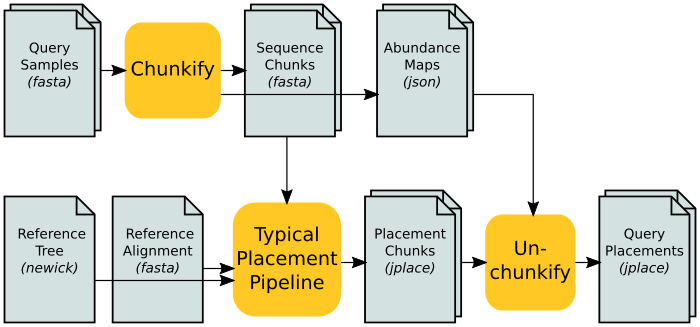 Query
Samples
(fasta)
Chunkify
Sequence
Chunks
(fasta)
Abundance
Maps
(json)
Reference
Tree
(newick)
Reference
Alignment
(fasta)
Typical
Placement
Pipeline
Placement
Chunks
(jplace)
Un-
chunkify
Query
Placements
(jplace)